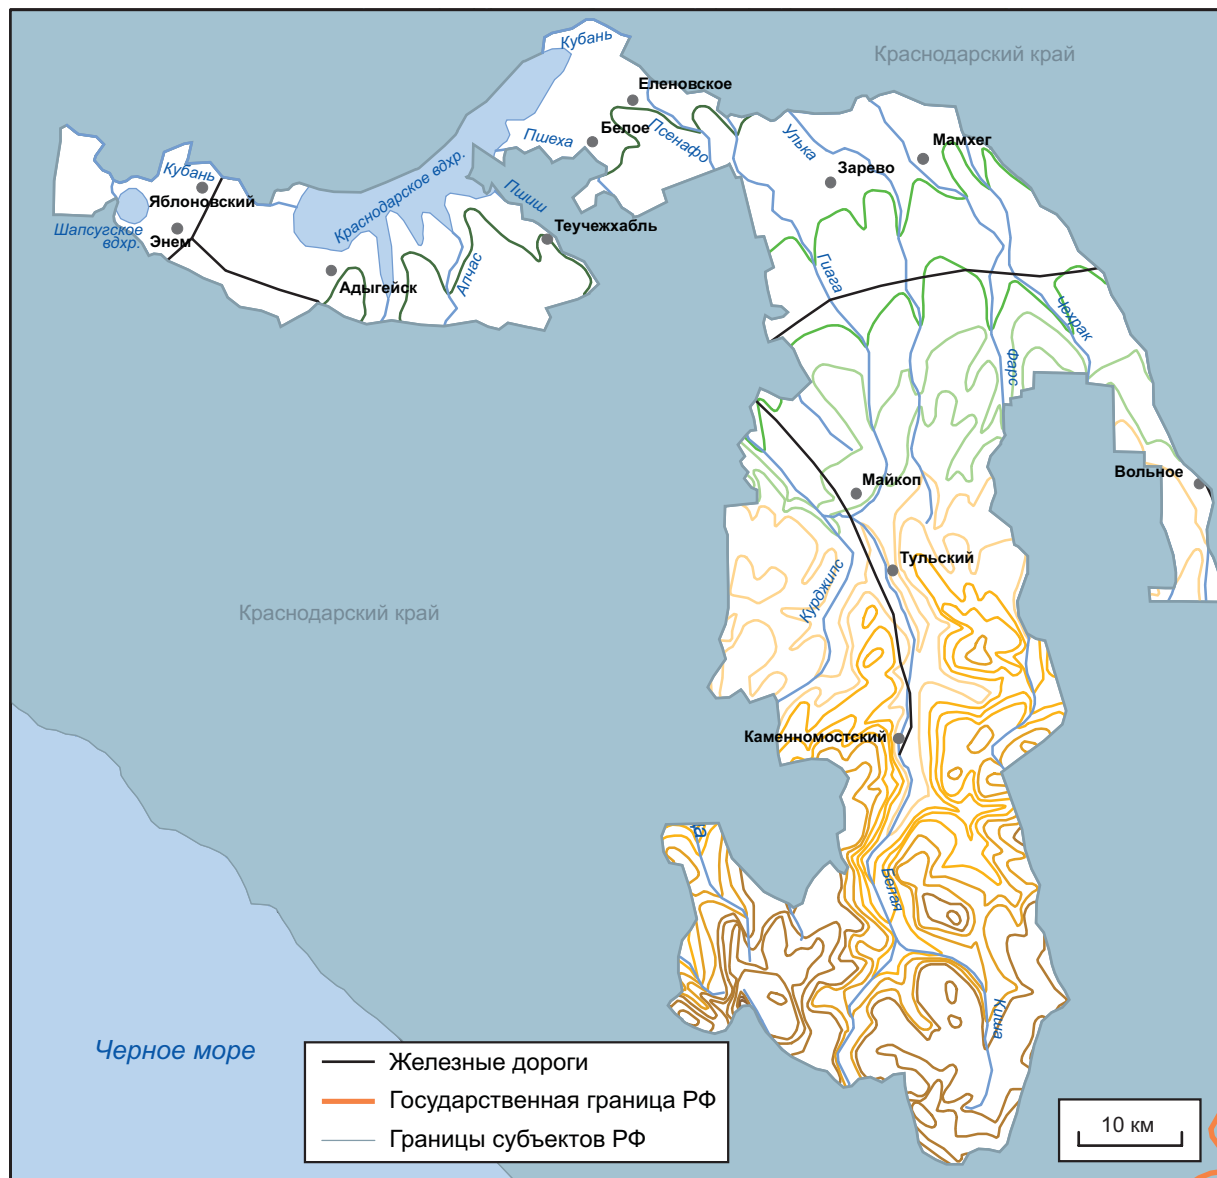 Краснодарский край
Кубань
Еленовское
Белое
Пшеха
Псенафо
Улька
Мамхег
Зарево
Кубань
Яблоновский
Шапсугское
вдхр.
Энем
Краснодарское вдхр.
Пшиш
Теучежхабль
Адыгейск
Апчас
Гиага
Чехрак
Фарс
Майкоп
Вольное
Тульский
Курджипс
Краснодарский край
Каменномостский
Белая
Киша
Черное море
Железные дороги
Государственная граница РФ
Границы субъектов РФ
10 км